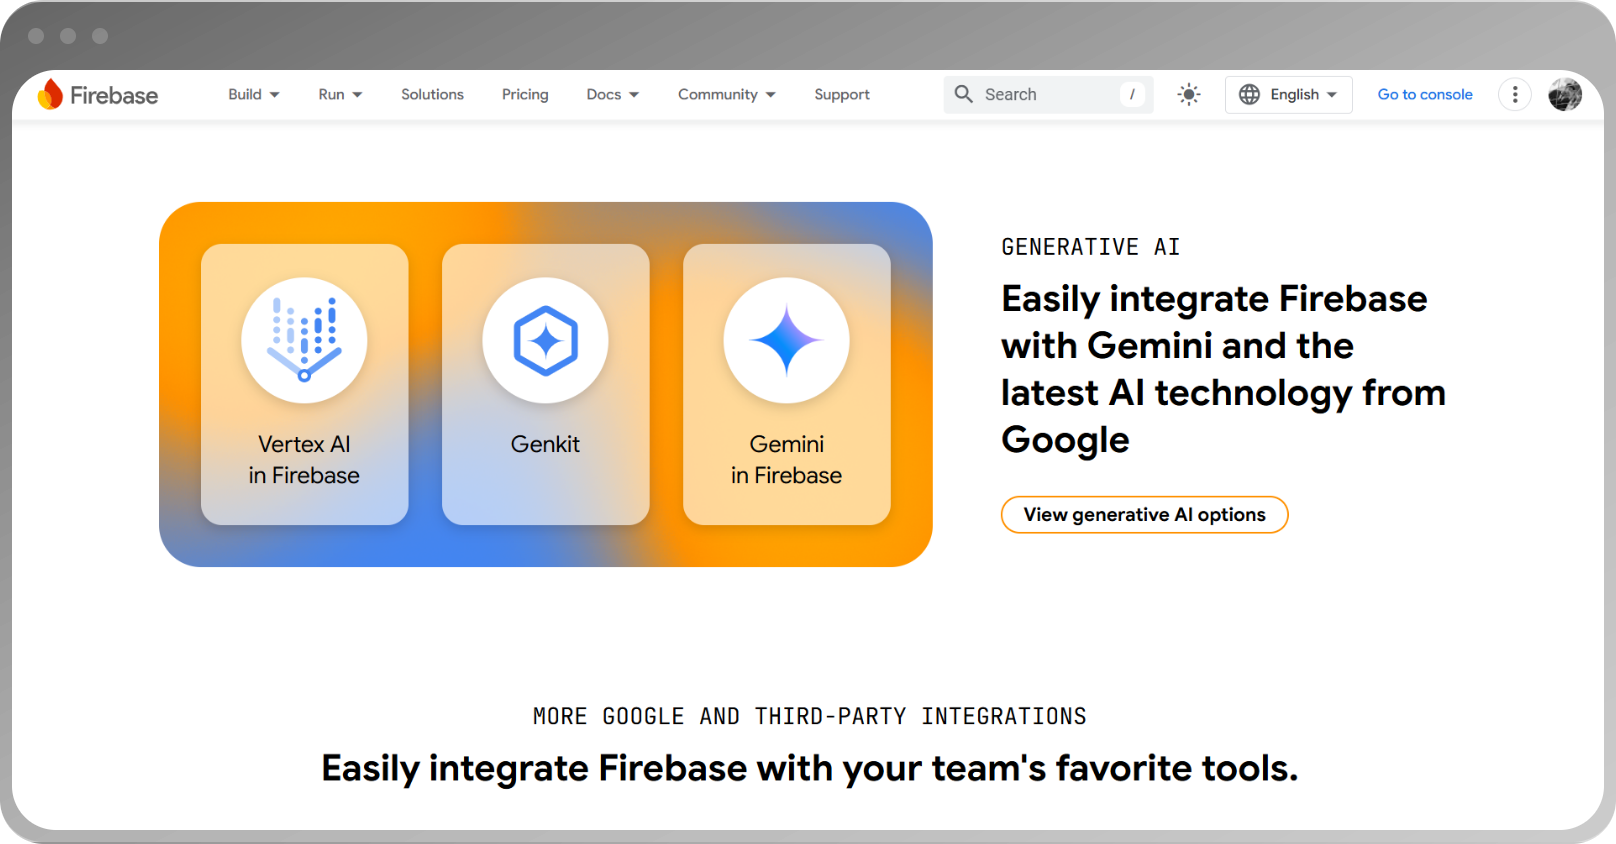 Firebase
Build
Run
Solutions
Pricing
Docs
Community
Support
Search
/
English
Go to console
Vertex AI
in Firebase
Genkit
Gemini
in Firebase
GENERATIVE AI
Easily integrate Firebase
with Gemini and the
latest AI technology from
Google
View generative AI options
MORE GOOGLE AND THIRD-PARTY INTEGRATIONS
Easily integrate Firebase with your team's favorite tools.